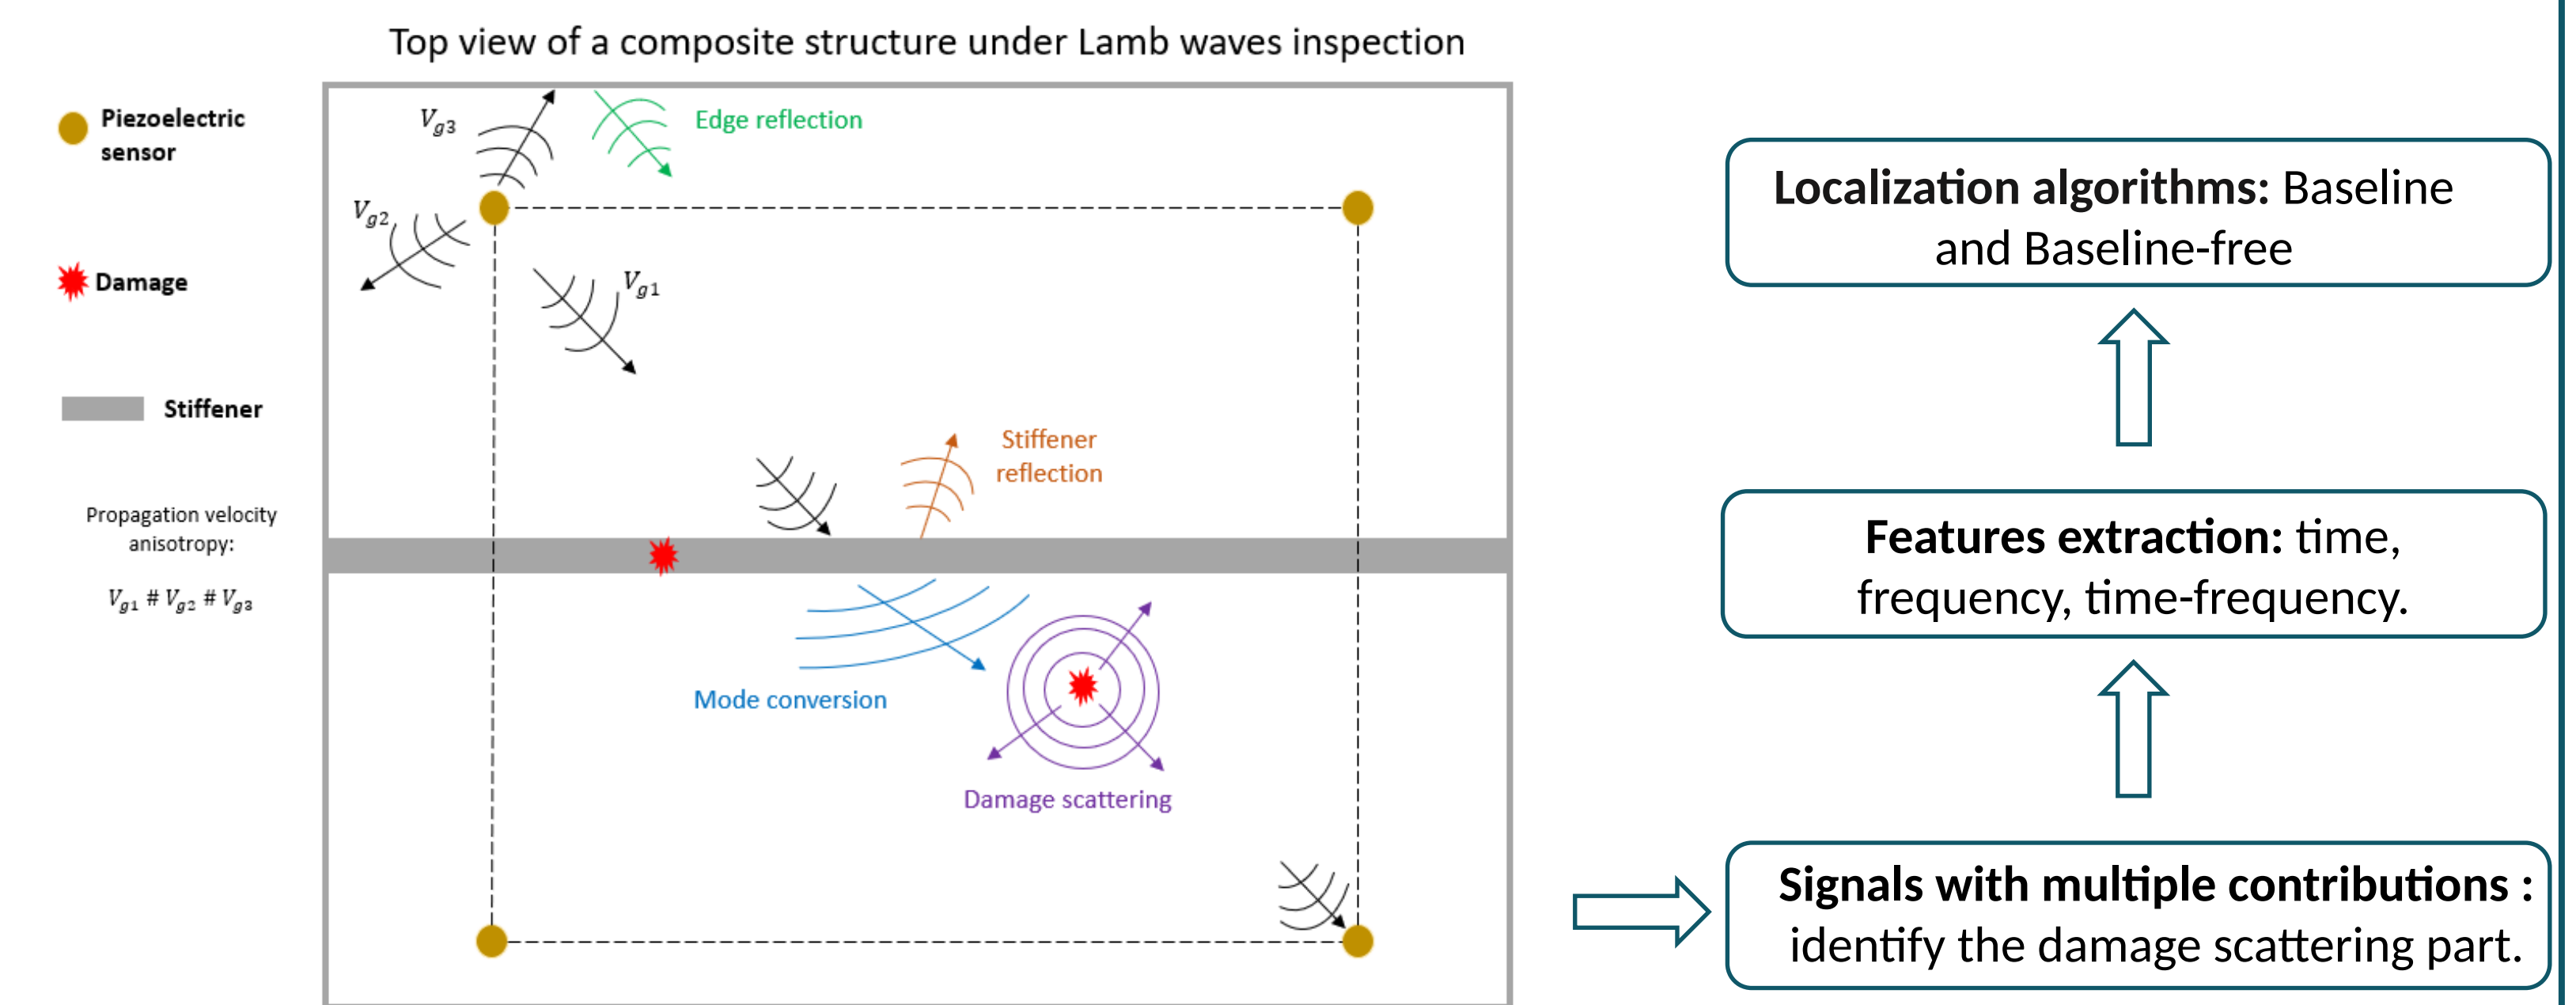 Top view of a composite structure under Lamb waves inspection
Piezoelectric
sensor
Damage
Stiffener
Propagation velocity
anisotropy:
Vg1 # Vg2 # Vg3
Vg3
Edge reflection
Vg2
Vg1
Stiffener
reflection
Mode conversion
Damage scattering
Localization algorithms: Baseline
and Baseline-free
Features extraction: time,
frequency, time-frequency.
Signals with multiple contributions :
identify the damage scattering part.